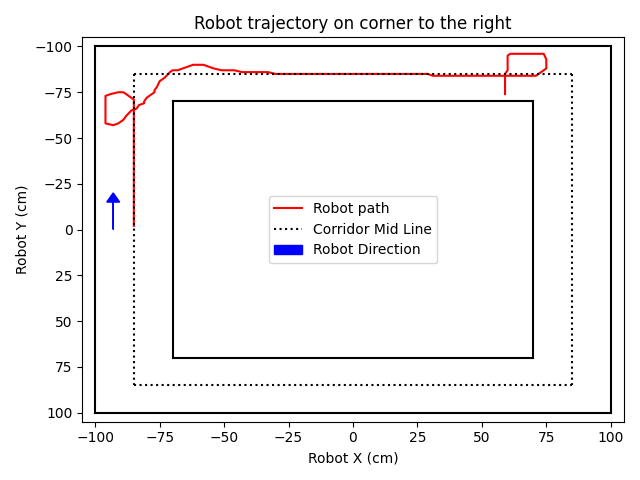 Robot trajectory on corner to the right
−100
−75
−50
−25
0
25
50
75
100
Robot Y (cm)
Robot path
Corridor Mid Line
Robot Direction
−100 −75 −50 −25 0 25 50 75 100
Robot X (cm)